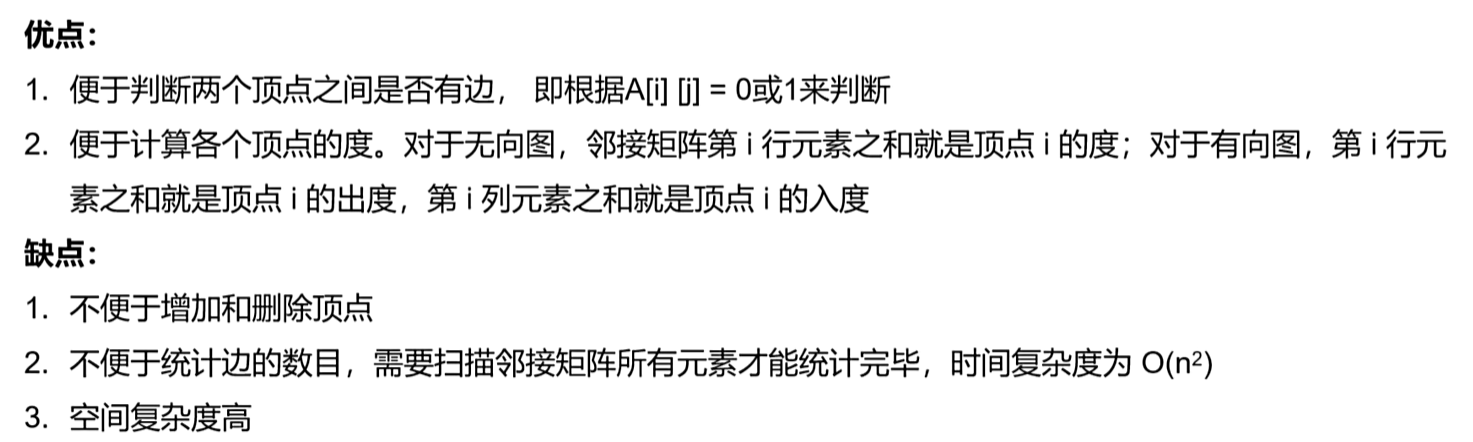 优点：
1. 便于判断两个顶点之间是否有边， 即根据A[i] [j] = 0或1来判断
2. 便于计算各个顶点的度。对于无向图，邻接矩阵第 i 行元素之和就是顶点 i 的度；对于有向图，第 i 行元
素之和就是顶点 i 的出度，第 i 列元素之和就是顶点 i 的入度
缺点：
1. 不便于增加和删除顶点
2. 不便于统计边的数目，需要扫描邻接矩阵所有元素才能统计完毕，时间复杂度为 O(n²)
3. 空间复杂度高